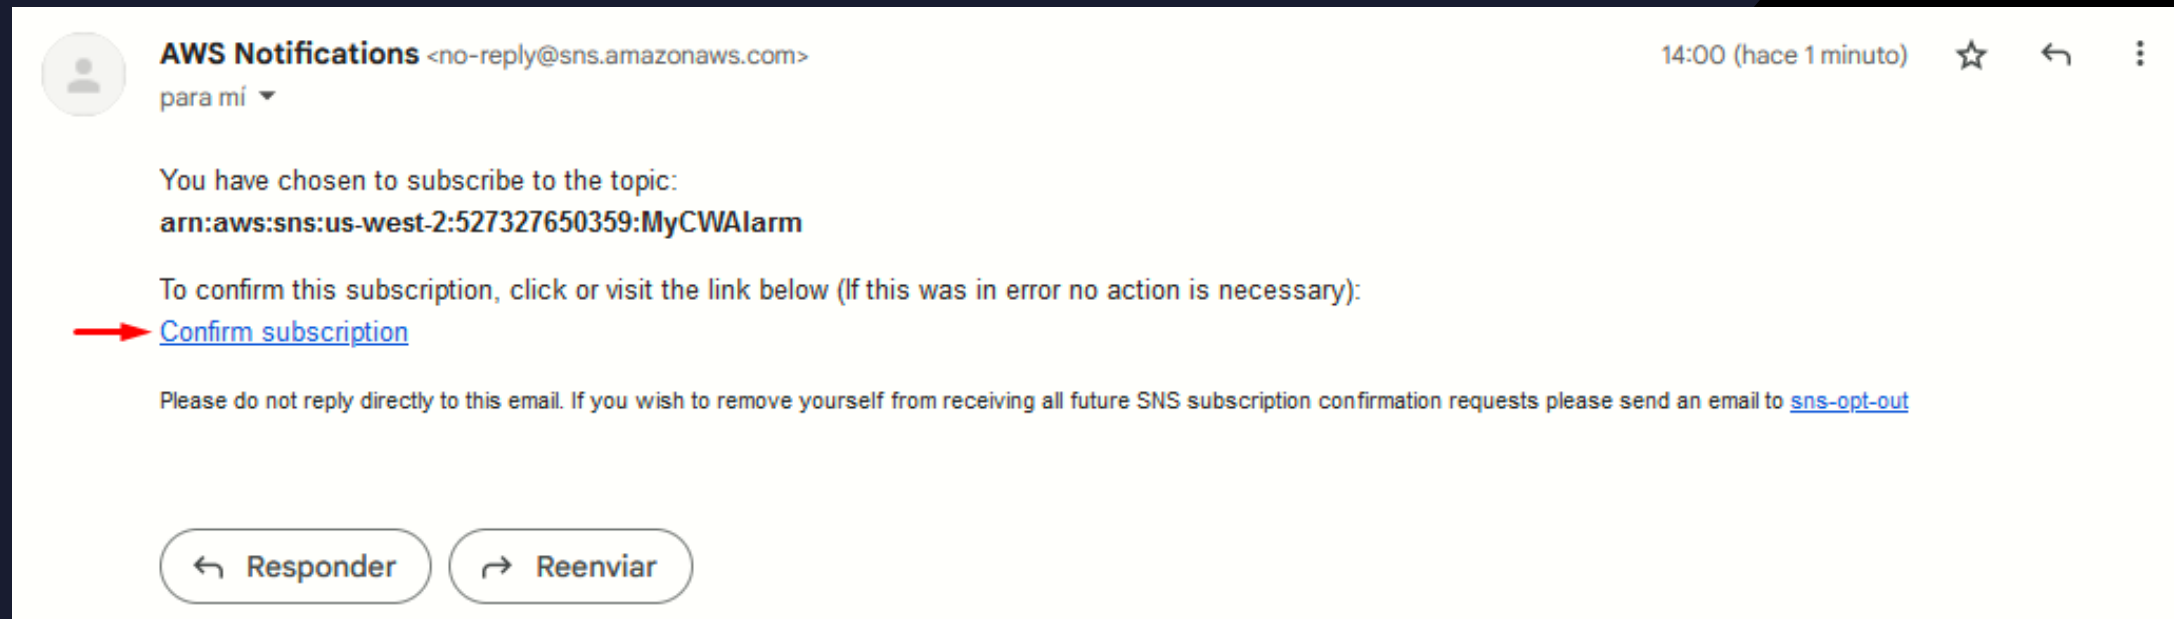 AWS Notifications <no-reply@sns.amazonaws.com>
14:00 (hace 1 minuto)
para mí
You have chosen to subscribe to the topic:
arn:aws:sns:us-west-2:527327650359:MyCWAlarm
To confirm this subscription, click or visit the link below (If this was in error no action is necessary):
Confirm subscription
Please do not reply directly to this email. If you wish to remove yourself from receiving all future SNS subscription confirmation requests please send an email to sns-opt-out
Responder
Reenviar